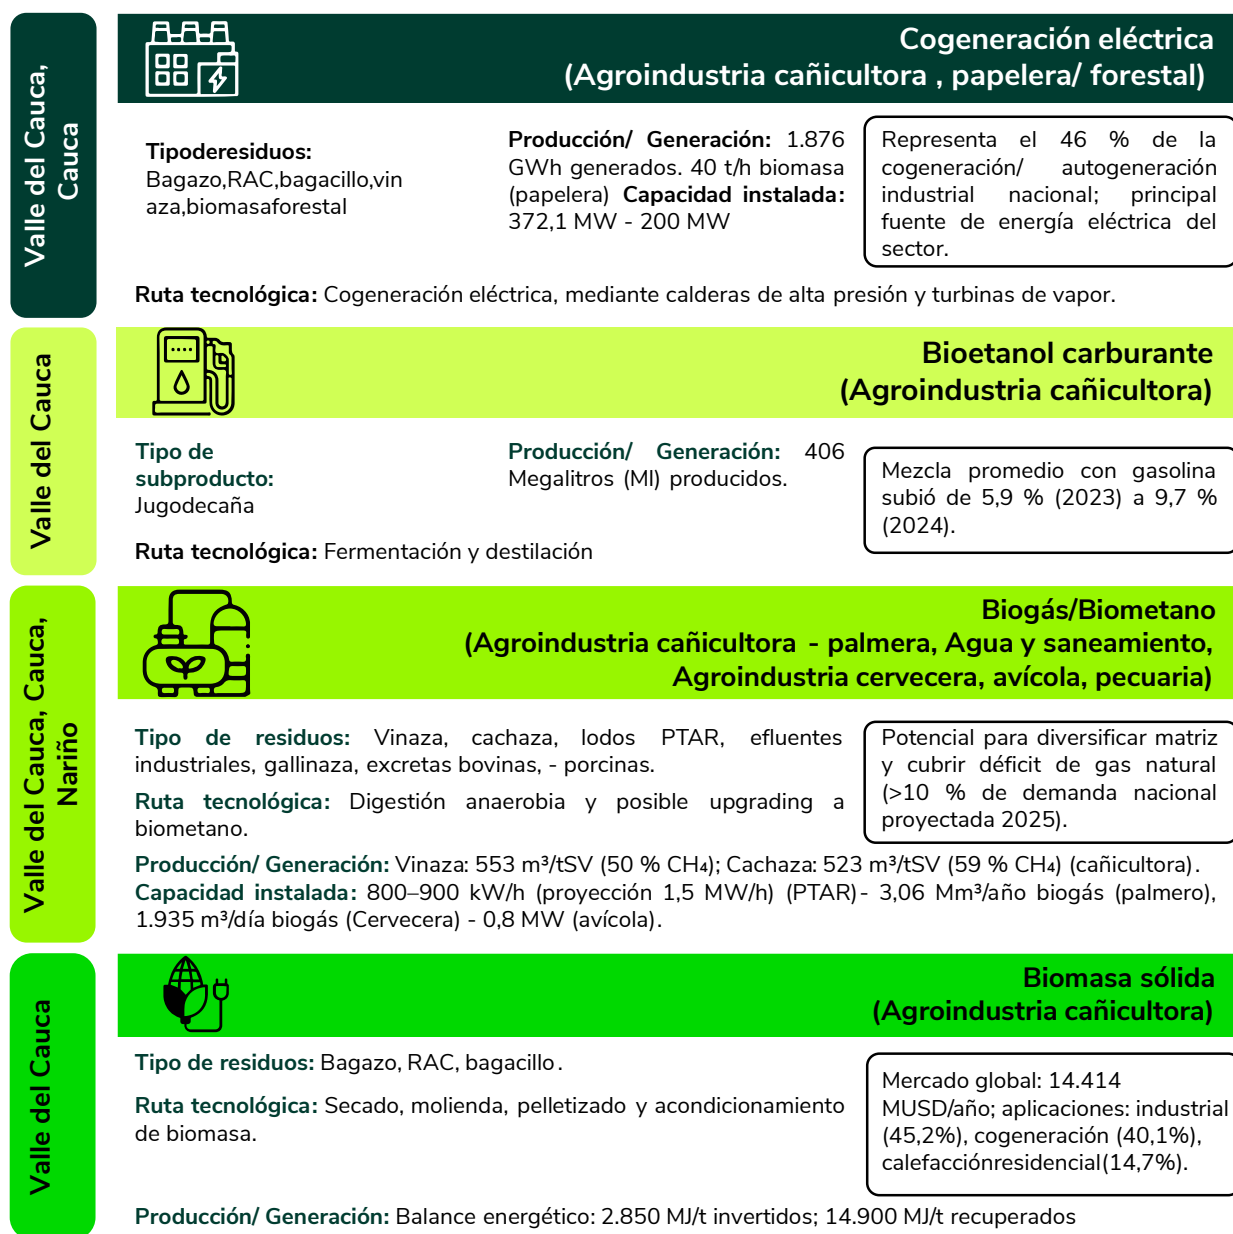 Valle del Cauca,
Cauca
Cogeneración eléctrica
(Agroindustria cañicultora , papelera/ forestal)
Tipoderesiduos:
Bagazo,RAC,bagacillo,vin
aza,biomasaforestal
Producción/ Generación: 1.876
GWh generados. 40 t/h biomasa
(papelera) Capacidad instalada:
372,1 MW - 200 MW
Representa el 46 % de la
cogeneración/ autogeneración
industrial nacional; principal
fuente de energía eléctrica del
sector.
Ruta tecnológica: Cogeneración eléctrica, mediante calderas de alta presión y turbinas de vapor.
Valle del Cauca
Bioetanol carburante
(Agroindustria cañicultora)
Tipo de
subproducto:
Jugodecaña
Producción/ Generación: 406
Megalitros (Ml) producidos.
Mezcla promedio con gasolina
subió de 5,9 % (2023) a 9,7 %
(2024).
Ruta tecnológica: Fermentación y destilación
Valle del Cauca, Cauca,
Nariño
Biogás/Biometano
(Agroindustria cañicultora - palmera, Agua y saneamiento,
Agroindustria cervecera, avícola, pecuaria)
Tipo de residuos: Vinaza, cachaza, lodos PTAR, efluentes
industriales, gallinaza, excretas bovinas, - porcinas.
Ruta tecnológica: Digestión anaerobia y posible upgrading a
biometano.
Potencial para diversificar matriz
y cubrir déficit de gas natural
(>10 % de demanda nacional
proyectada 2025).
Producción/ Generación: Vinaza: 553 m³/tSV (50 % CH₄); Cachaza: 523 m³/tSV (59 % CH₄) (cañicultora).
Capacidad instalada: 800–900 kW/h (proyección 1,5 MW/h) (PTAR)- 3,06 Mm³/año biogás (palmero),
1.935 m³/día biogás (Cervecera) - 0,8 MW (avícola).
Valle del Cauca
Biomasa sólida
(Agroindustria cañicultora)
Tipo de residuos: Bagazo, RAC, bagacillo.
Ruta tecnológica: Secado, molienda, pelletizado y acondicionamiento
de biomasa.
Mercado global: 14.414
MUSD/año; aplicaciones: industrial
(45,2%), cogeneración (40,1%),
calefacciónresidencial(14,7%).
Producción/ Generación: Balance energético: 2.850 MJ/t invertidos; 14.900 MJ/t recuperados